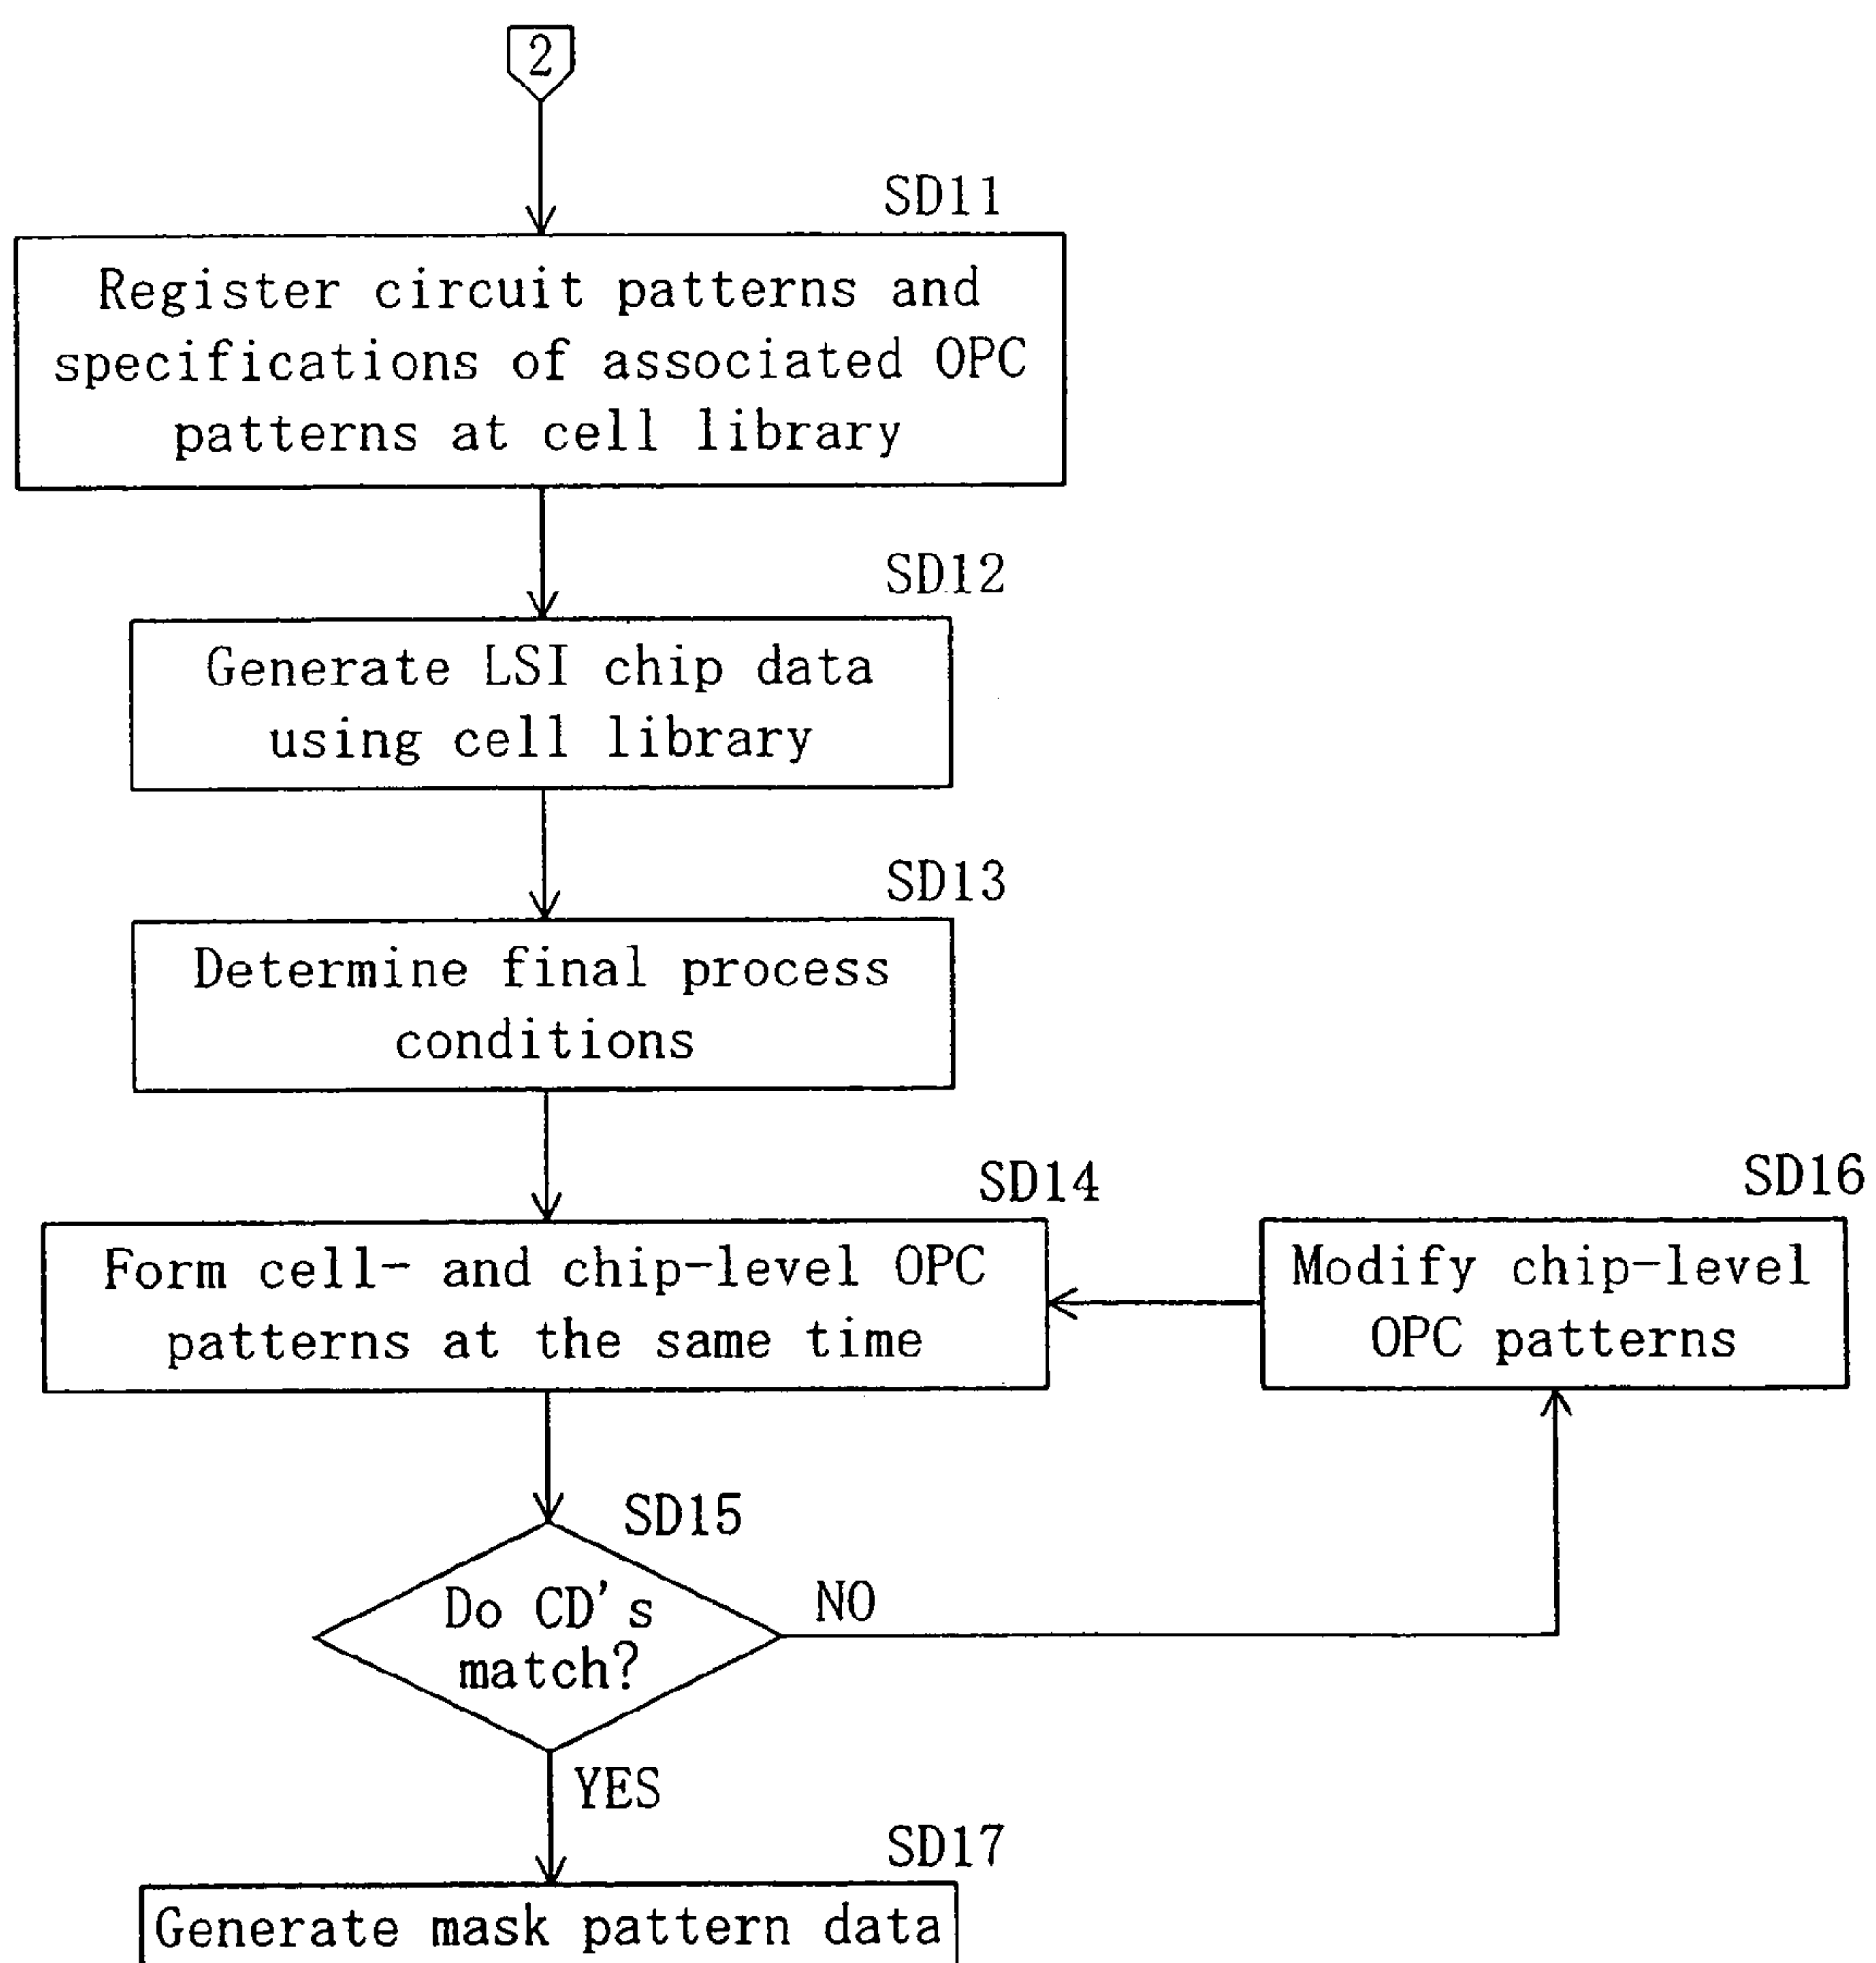 2
SD11
Register circuit patterns and
specifications of associated OPC
patterns at cell library
SD12
Generate LSI chip data
using cell library
SD13
Determine final process
conditions
SD14
Form cell- and chip-level OPC
patterns at the same time
SD16
Modify chip-level
OPC patterns
SD15
Do CD's
match?
NO
YES
SD17
Generate mask pattern data